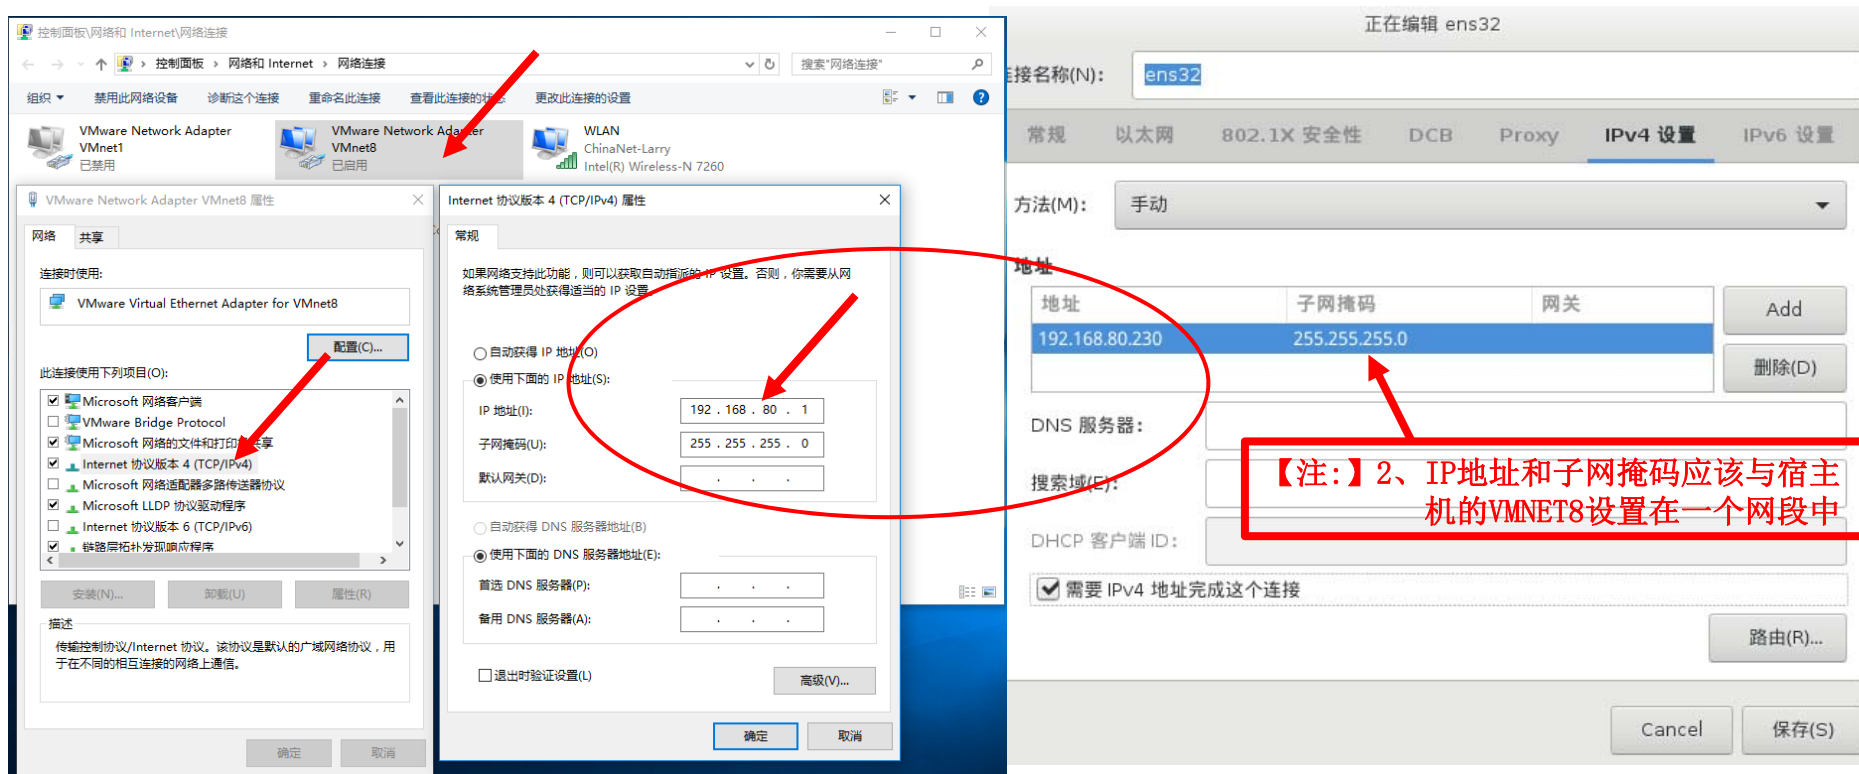 控制面板\网络和 Internet\网络连接
控制面板 › 网络和 Internet › 网络连接
搜索"网络连接"
组织 禁用此网络设备 诊断这个连接 重命名此连接 查看此连接的状态 更改此连接的设置
VMware Network Adapter
VMnet1
已禁用
VMware Network Adapter
VMnet8
已启用
WLAN
ChinaNet-Larry
Intel(R) Wireless-N 7260
VMware Network Adapter VMnet8 属性
网络 共享
连接时使用:
VMware Virtual Ethernet Adapter for VMnet8
配置(C)...
此连接使用下列项目(O):
Microsoft 网络客户端
VMware Bridge Protocol
Microsoft 网络的文件和打印机共享
Internet 协议版本 4 (TCP/IPv4)
Microsoft 网络适配器多路传送器协议
Microsoft LLDP 协议驱动程序
Internet 协议版本 6 (TCP/IPv6)
链路层拓扑发现响应程序
安装(N)... 卸载(U) 属性(R)
描述
传输控制协议/Internet 协议。该协议是默认的广域网络协议，用
于在不同的相互连接的网络上通信。
确定 取消
Internet 协议版本 4 (TCP/IPv4) 属性
常规
如果网络支持此功能，则可以获取自动指派的 IP 设置。否则，你需要从网
络系统管理员处获得适当的 IP 设置。
自动获得 IP 地址(O)
使用下面的 IP 地址(S):
IP 地址(I): 192 . 168 . 80 . 1
子网掩码(U): 255 . 255 . 255 . 0
默认网关(D): . . .
自动获得 DNS 服务器地址(B)
使用下面的 DNS 服务器地址(E):
首选 DNS 服务器(P): . . .
备用 DNS 服务器(A): . . .
退出时验证设置(L)
高级(V)...
确定 取消
正在编辑 ens32
接名称(N): ens32
常规 以太网 802.1X 安全性 DCB Proxy IPv4 设置 IPv6 设置
方法(M): 手动
地址
地址 子网掩码 网关
192.168.80.230 255.255.255.0
Add
删除(D)
DNS 服务器:
搜索域(E):
【注:】2、IP地址和子网掩码应该与宿主
机的VMNET8设置在一个网段中
DHCP 客户端 ID:
需要 IPv4 地址完成这个连接
路由(R)...
Cancel 保存(S)